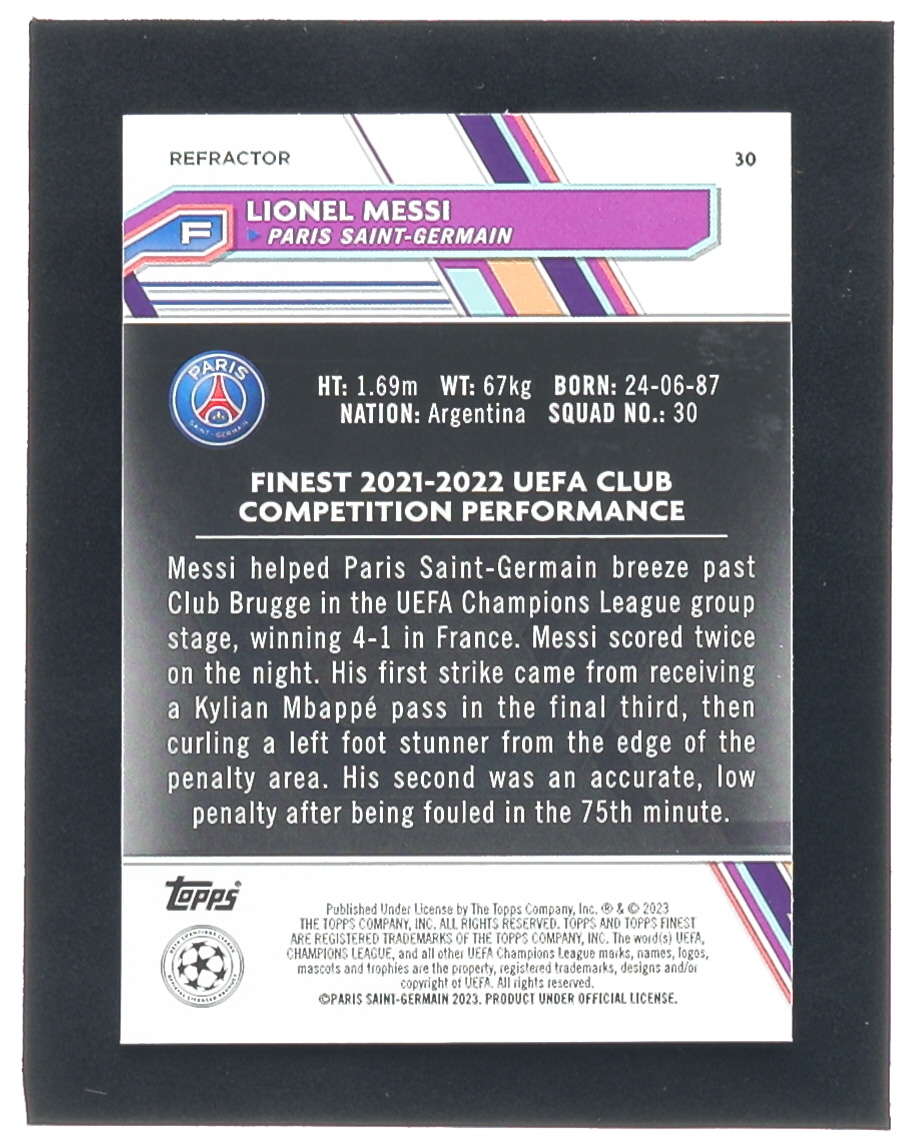 REFRACTOR 30
F
LIONEL MESSI
PARIS SAINT-GERMAIN
PARIS
SAINT-GERMAIN
HT: 1.69m WT: 67kg BORN: 24-06-87
NATION: Argentina SQUAD NO.: 30
FINEST 2021-2022 UEFA CLUB
COMPETITION PERFORMANCE
Messi helped Paris Saint-Germain breeze past
Club Brugge in the UEFA Champions League group
stage, winning 4-1 in France. Messi scored twice
on the night. His first strike came from receiving
a Kylian Mbappé pass in the final third, then
curling a left foot stunner from the edge of the
penalty area. His second was an accurate, low
penalty after being fouled in the 75th minute.
Topps®
Published Under License by The Topps Company, Inc. ® & © 2023
THE TOPPS COMPANY, INC. ALL RIGHTS RESERVED. TOPPS AND TOPPS FINEST
ARE REGISTERED TRADEMARKS OF THE TOPPS COMPANY, INC. The word(s) UEFA,
CHAMPIONS LEAGUE, and all other UEFA Champions League marks, names, logos,
mascots and trophies are the property, registered trademarks, designs and/or
copyright of UEFA. All rights reserved.
©PARIS SAINT-GERMAIN 2023. PRODUCT UNDER OFFICIAL LICENSE.
UEFA CHAMPIONS LEAGUE
OFFICIAL LICENSED PRODUCT